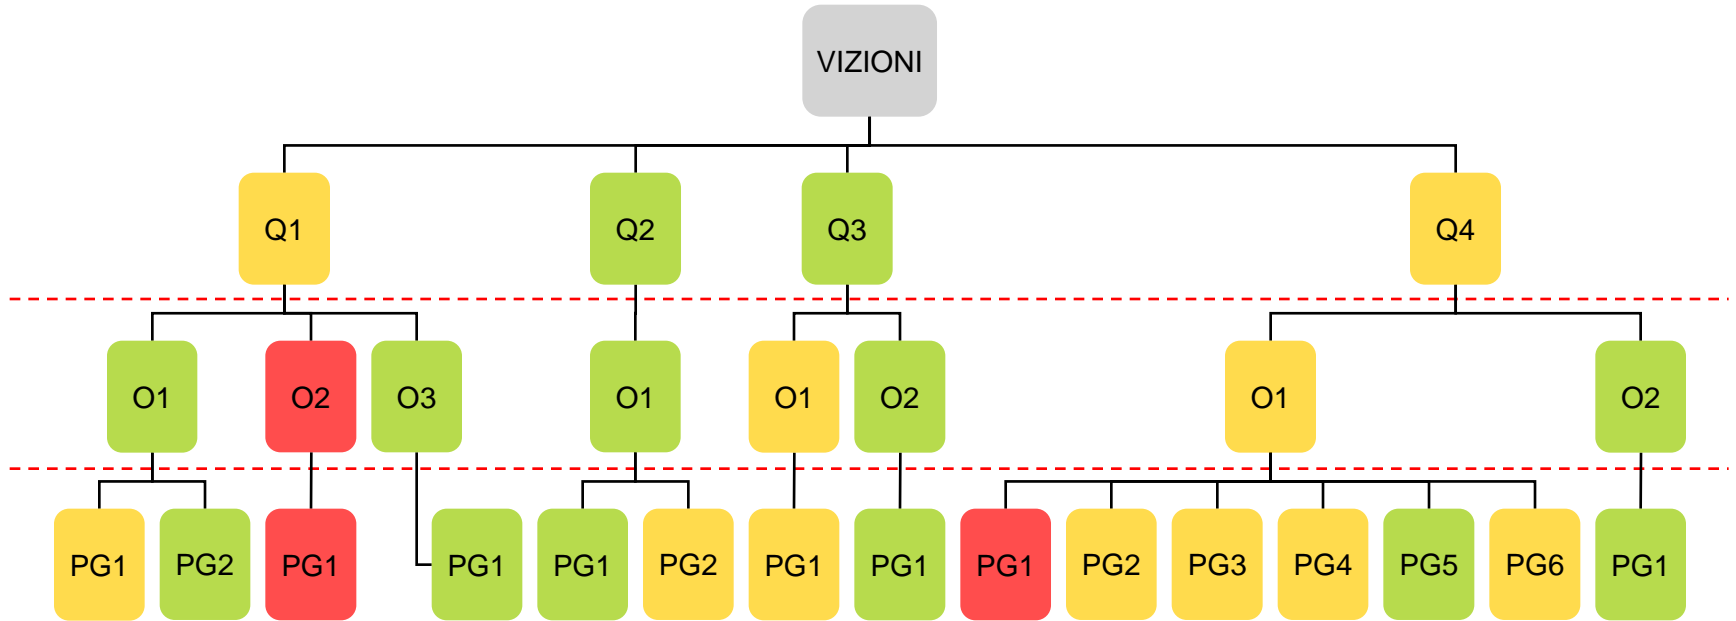 VIZIONI
Q1
Q2
Q3
Q4
O1
O2
O3
O1
O1
O2
O1
O2
PG1
PG2
PG1
PG1
PG1
PG2
PG1
PG1
PG1
PG2
PG3
PG4
PG5
PG6
PG1